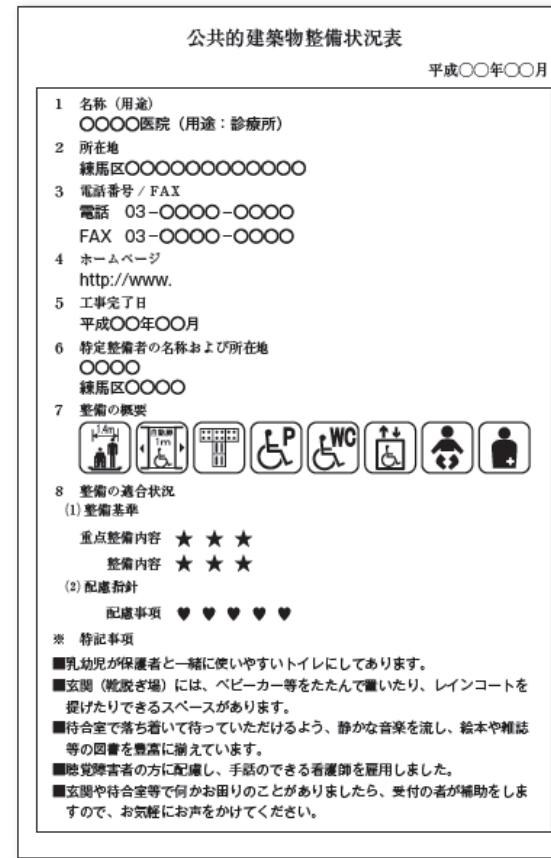 公共的建築物整備状況表
平成○○年○○月
1 名称（用途）
○○○○医院（用途：診療所）
2 所在地
練馬区○○○○○○○○○○○○
3 電話番号 / FAX
電話 03-○○○○-○○○○
FAX 03-○○○○-○○○○
4 ホームページ
http://www.
5 工事完了日
平成○○年○○月
6 特定整備者の名称および所在地
○○○○
練馬区○○○○
7 整備の概要
1.4m 自動扉 1m P WC
8 整備の適合状況
(1) 整備基準
重点整備内容 ★ ★ ★
整備内容 ★ ★ ★
(2) 配慮指針
配慮事項 ♥ ♥ ♥ ♥ ♥
※ 特記事項
■乳幼児が保護者と一緒に使いやすいトイレにしてあります。
■玄関（靴脱ぎ場）には、ベビーカー等をたたんで置いたり、レインコートを
提げたりできるスペースがあります。
■待合室で落ち着いて待っていただけるよう、静かな音楽を流し、絵本や雑誌
等の図書を豊富に揃えています。
■聴覚障害者の方に配慮し、手話のできる看護師を雇用しました。
■玄関や待合室等で何かお困りのことがありましたら、受付の者が補助をしま
すので、お気軽にお声をかけてください。